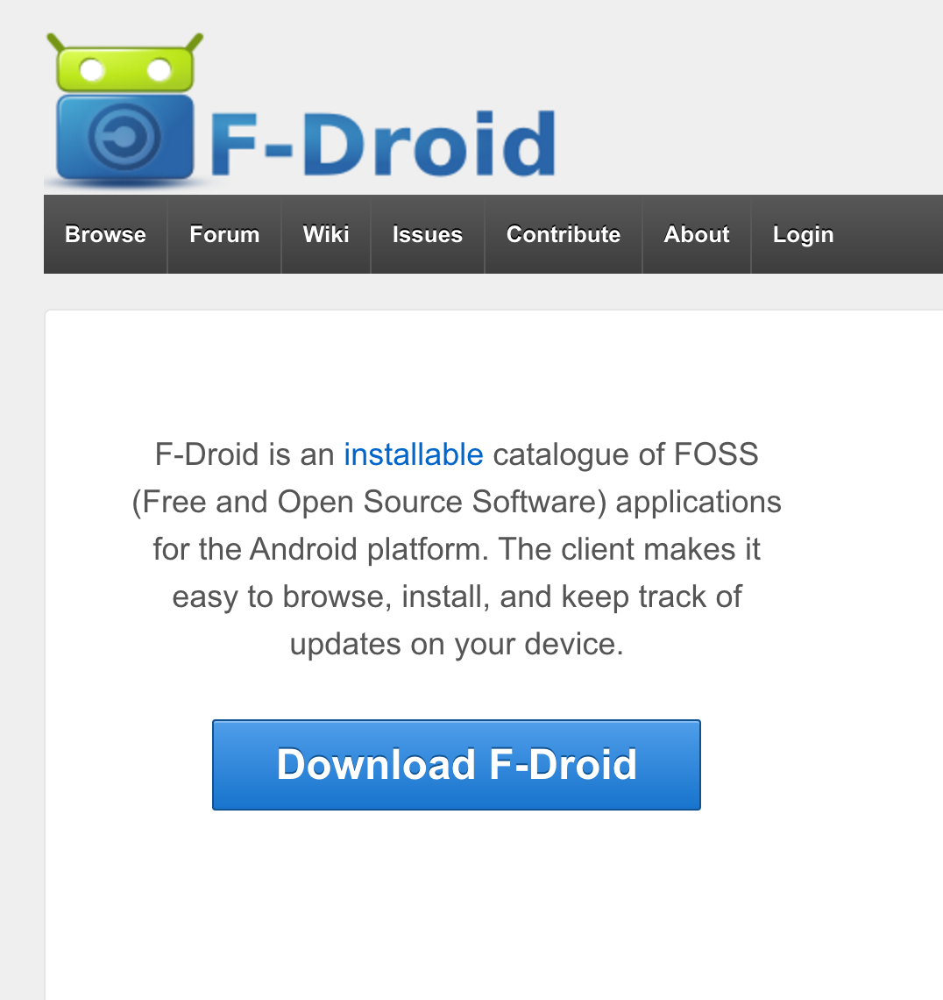 F-Droid
Browse Forum Wiki Issues Contribute About Login
F-Droid is an installable catalogue of FOSS
(Free and Open Source Software) applications
for the Android platform. The client makes it
easy to browse, install, and keep track of
updates on your device.
Download F-Droid